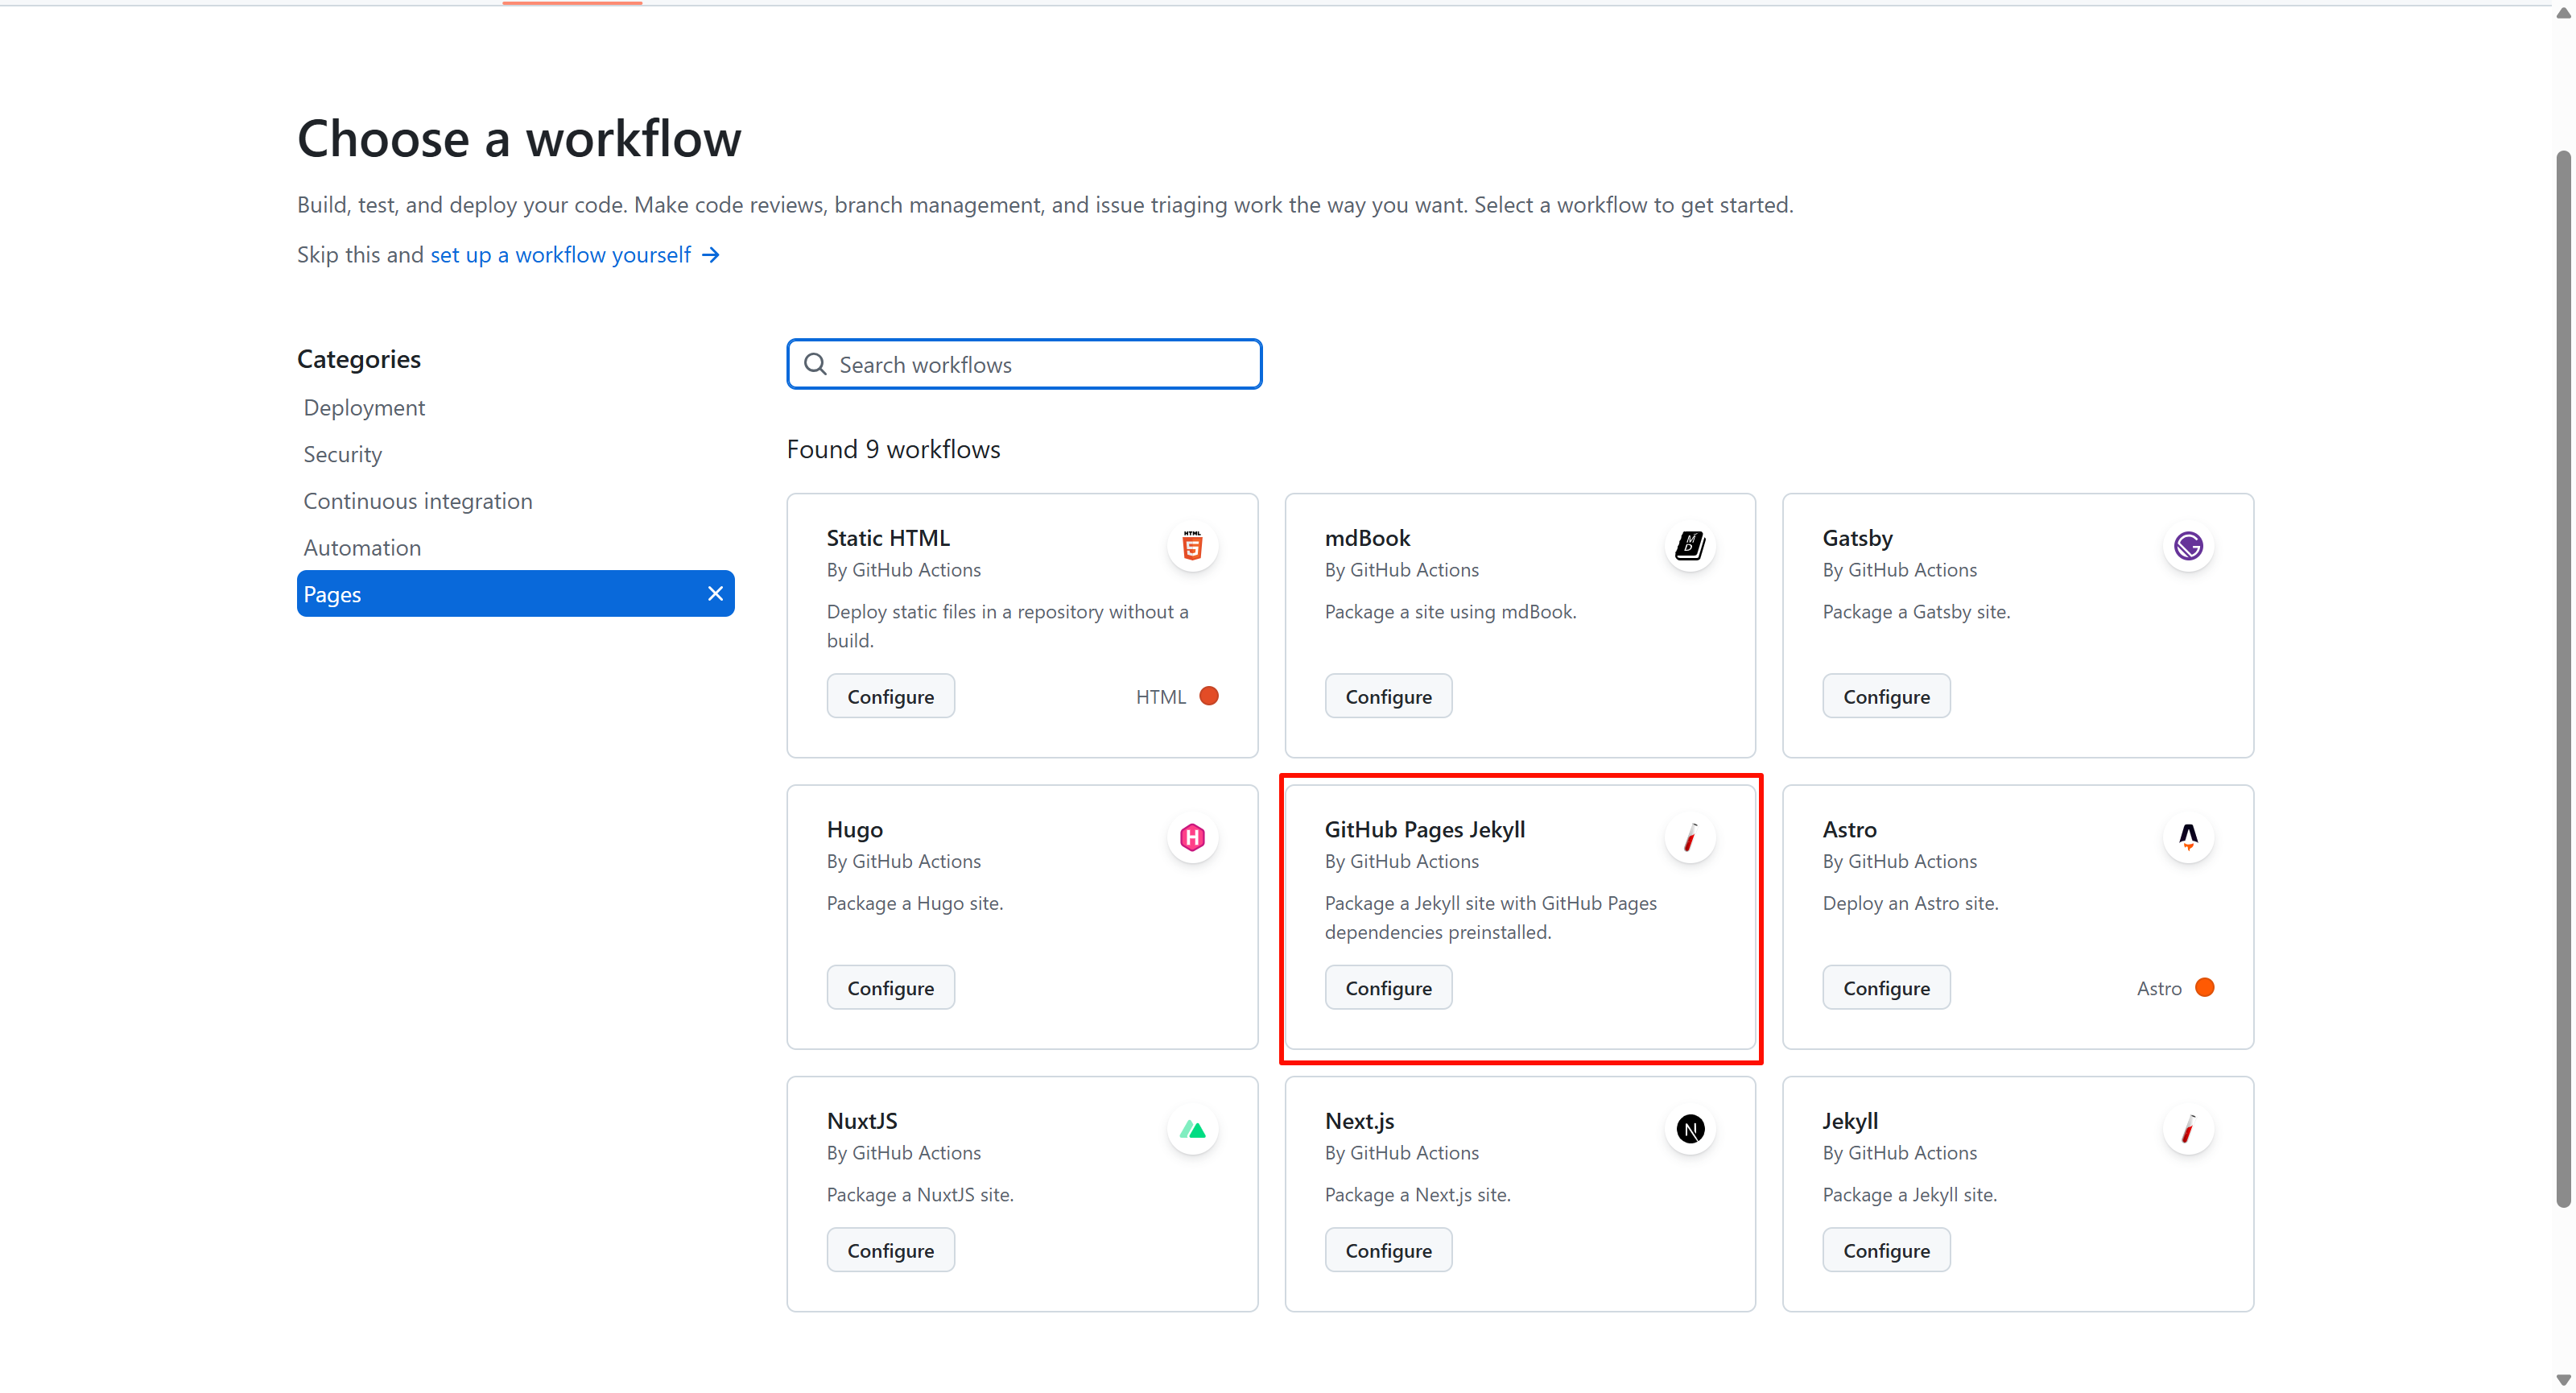 Choose a workflow
Build, test, and deploy your code. Make code reviews, branch management, and issue triaging work the way you want. Select a workflow to get started.
Skip this and set up a workflow yourself →
Categories
Deployment
Security
Continuous integration
Automation
Pages
Search workflows
Found 9 workflows
Static HTML
By GitHub Actions
Deploy static files in a repository without a
build.
Configure
HTML
HTML
5
mdBook
By GitHub Actions
Package a site using mdBook.
Configure
M
D
Gatsby
By GitHub Actions
Package a Gatsby site.
Configure
Hugo
By GitHub Actions
Package a Hugo site.
Configure
H
GitHub Pages Jekyll
By GitHub Actions
Package a Jekyll site with GitHub Pages
dependencies preinstalled.
Configure
Astro
By GitHub Actions
Deploy an Astro site.
Configure
Astro
NuxtJS
By GitHub Actions
Package a NuxtJS site.
Configure
Next.js
By GitHub Actions
Package a Next.js site.
Configure
N
Jekyll
By GitHub Actions
Package a Jekyll site.
Configure